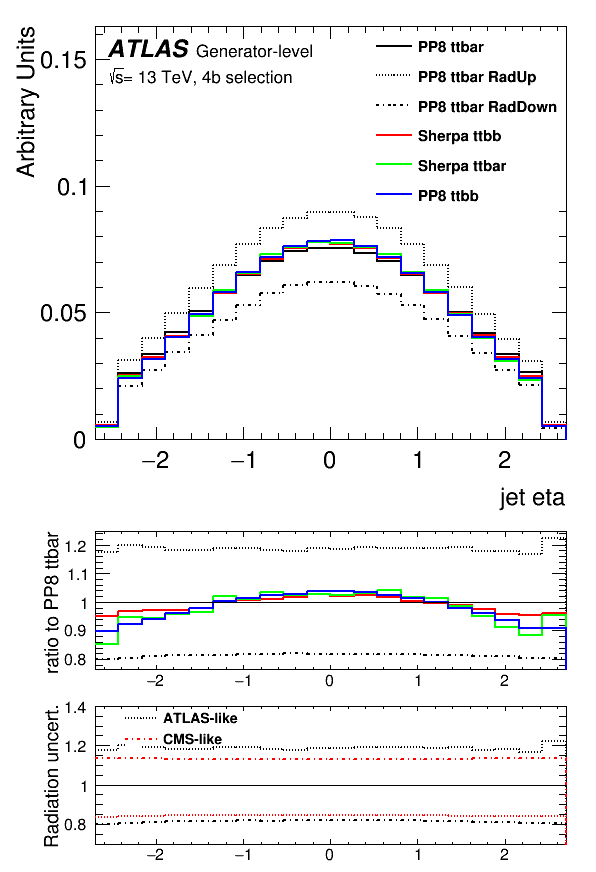 ATLAS Generator-level
√s= 13 TeV, 4b selection
PP8 ttbar
PP8 ttbar RadUp
PP8 ttbar RadDown
Sherpa ttbb
Sherpa ttbar
PP8 ttbb
Arbitrary Units
0.15
0.1
0.05
0
−2 −1 0 1 2
jet eta
ratio to PP8 ttbar
1.2
1.1
1
0.9
0.8
−2 −1 0 1 2
Radiation uncert.
ATLAS-like
CMS-like
1.4
1.2
1
0.8
−2 −1 0 1 2